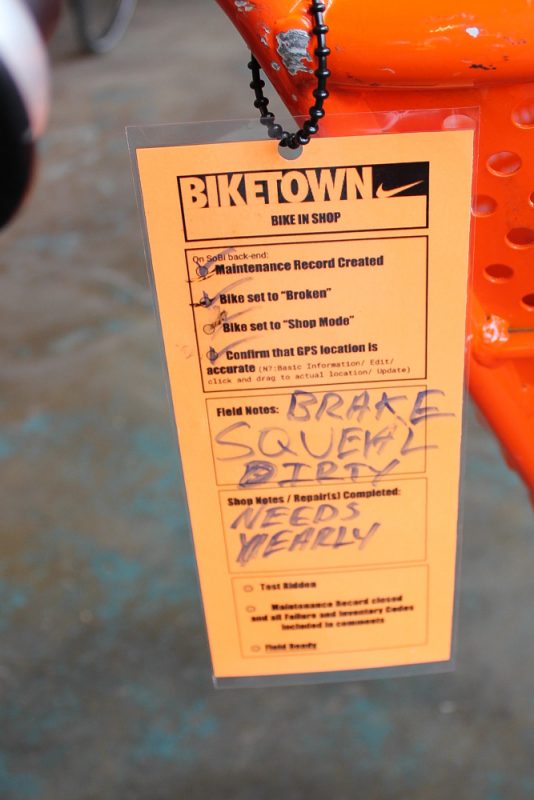 BIKETOWN
BIKE IN SHOP
On SoBi back-end:
Maintenance Record Created
Bike set to "Broken"
Bike set to "Shop Mode"
Confirm that GPS location is
accurate (N?:Basic Information/ Edit/
click and drag to actual location/ Update)
Field Notes: BRAKE
SQUEAL
DIRTY
Shop Notes / Repair(s) Completed:
NEEDS
YEARLY
Test Ridden
Maintenance Record closed
and all Failure and Inventory Codes
included in comments
Field Ready